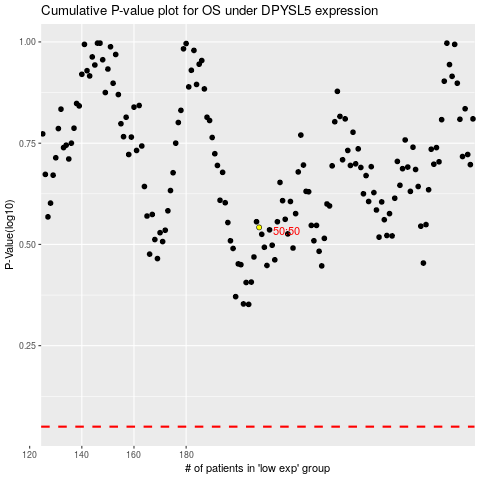 Cumulative P-value plot for OS under DPYSL5 expression
P-Value(log10)
1.00
0.75
0.50
0.25
50:50
120 140 160 180
# of patients in 'low exp' group